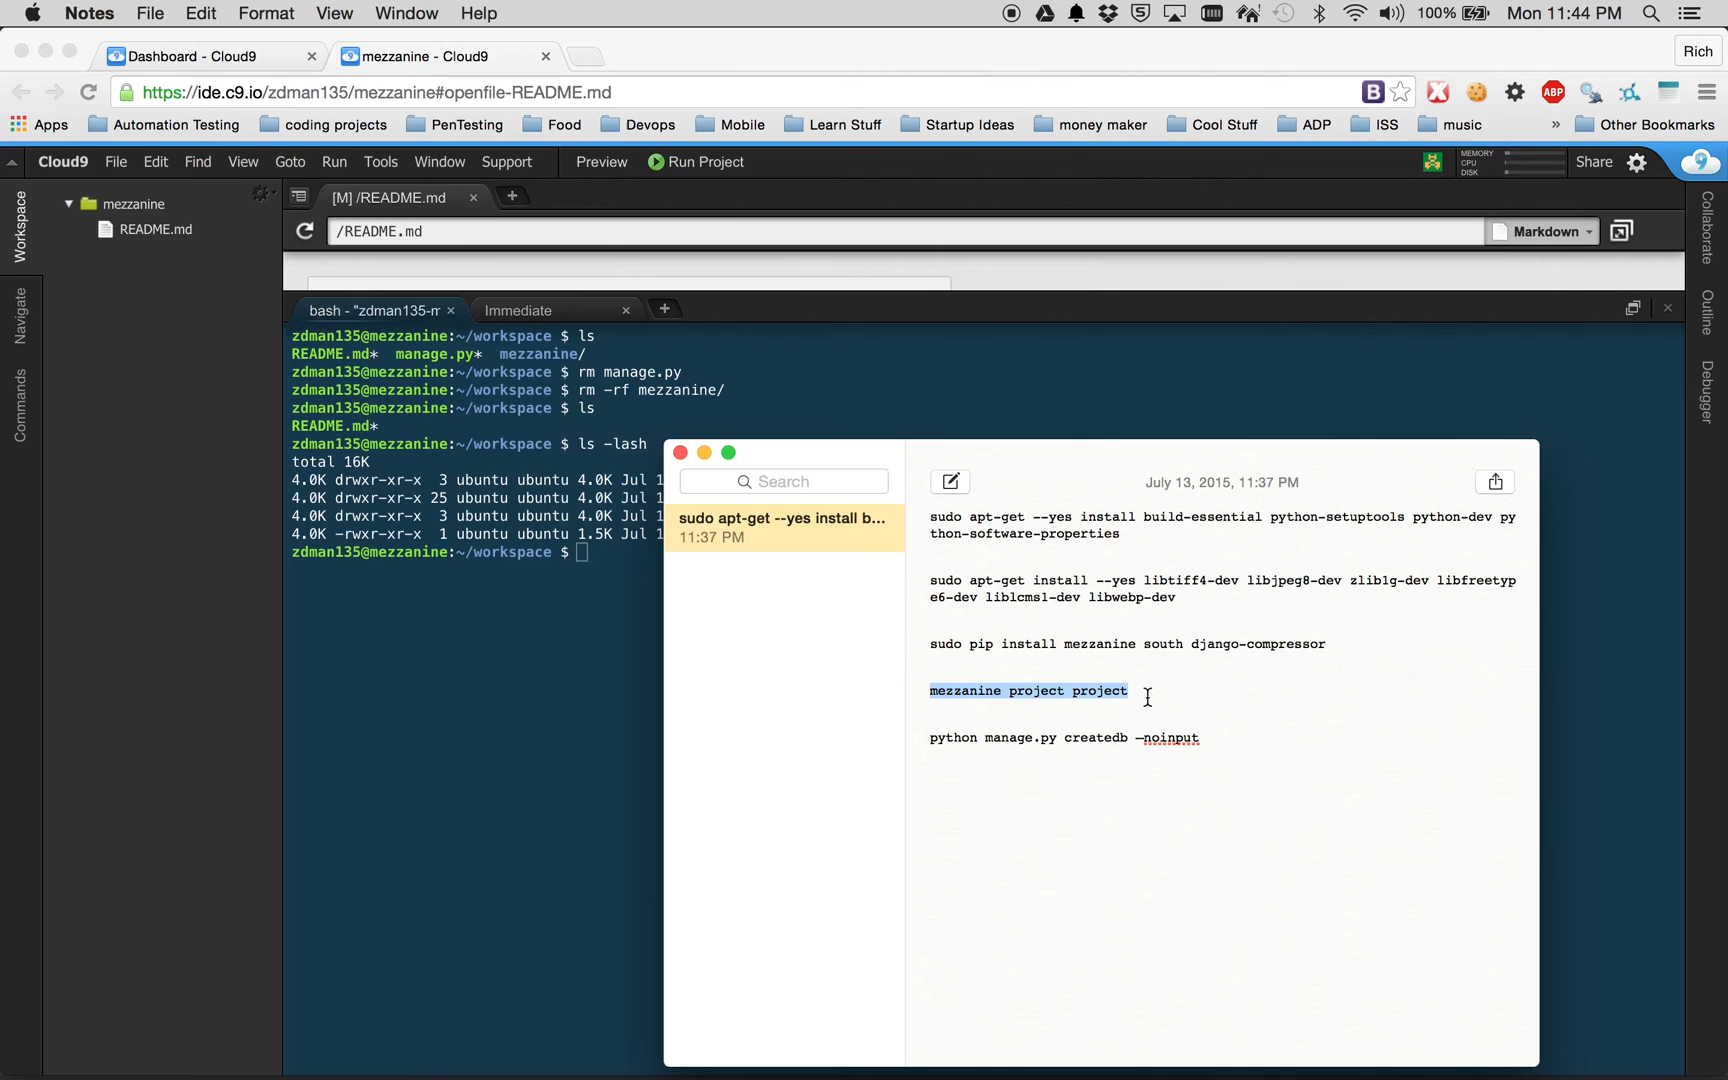 Notes File Edit Format View Window Help 100% Mon 11:44 PM
Dashboard - Cloud9 mezzanine - Cloud9 Rich
https://ide.c9.io/zdman135/mezzanine#openfile-README.md B ABP
Apps Automation Testing coding projects PenTesting Food Devops Mobile Learn Stuff Startup Ideas money maker Cool Stuff ADP ISS music » Other Bookmarks
Cloud9 File Edit Find View Goto Run Tools Window Support Preview Run Project MEMORY CPU DISK Share
Workspace
Navigate
Commands
mezzanine
README.md
[M] /README.md
/README.md Markdown
Collaborate
Outline
Debugger
bash - "zdman135-m Immediate
zdman135@mezzanine:~/workspace $ ls
README.md* manage.py* mezzanine/
zdman135@mezzanine:~/workspace $ rm manage.py
zdman135@mezzanine:~/workspace $ rm -rf mezzanine/
zdman135@mezzanine:~/workspace $ ls
README.md*
zdman135@mezzanine:~/workspace $ ls -lash
total 16K
4.0K drwxr-xr-x 3 ubuntu ubuntu 4.0K Jul 1
4.0K drwxr-xr-x 25 ubuntu ubuntu 4.0K Jul 1
4.0K drwxr-xr-x 3 ubuntu ubuntu 4.0K Jul 1
4.0K -rwxr-xr-x 1 ubuntu ubuntu 1.5K Jul 1
zdman135@mezzanine:~/workspace $
Search
sudo apt-get --yes install b...
11:37 PM
July 13, 2015, 11:37 PM
sudo apt-get --yes install build-essential python-setuptools python-dev py
thon-software-properties
sudo apt-get install --yes libtiff4-dev libjpeg8-dev zlib1g-dev libfreetyp
e6-dev liblcms1-dev libwebp-dev
sudo pip install mezzanine south django-compressor
mezzanine project project
python manage.py createdb —noinput